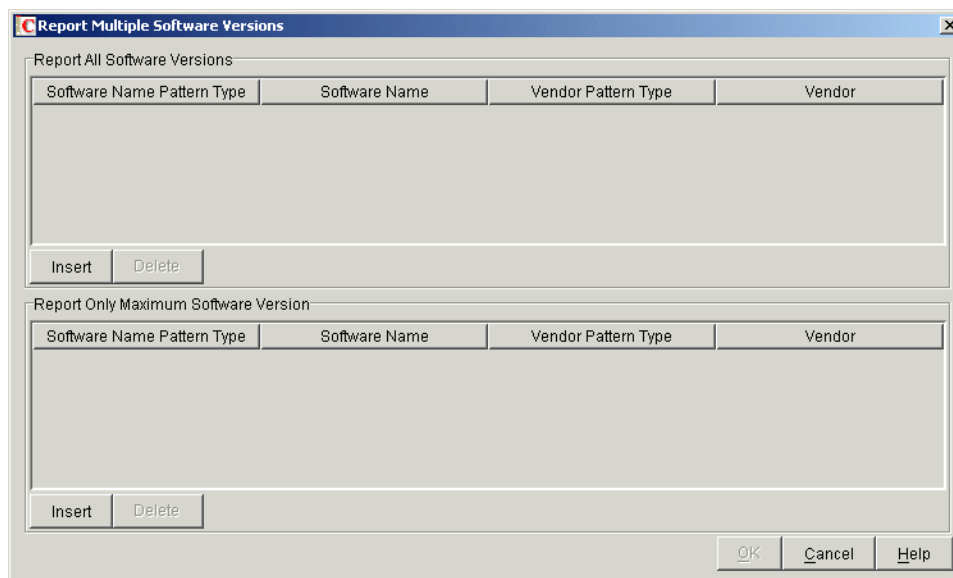 Report Multiple Software Versions
Report All Software Versions
Software Name Pattern Type Software Name Vendor Pattern Type Vendor
Insert Delete
Report Only Maximum Software Version
Software Name Pattern Type Software Name Vendor Pattern Type Vendor
Insert Delete
OK Cancel Help